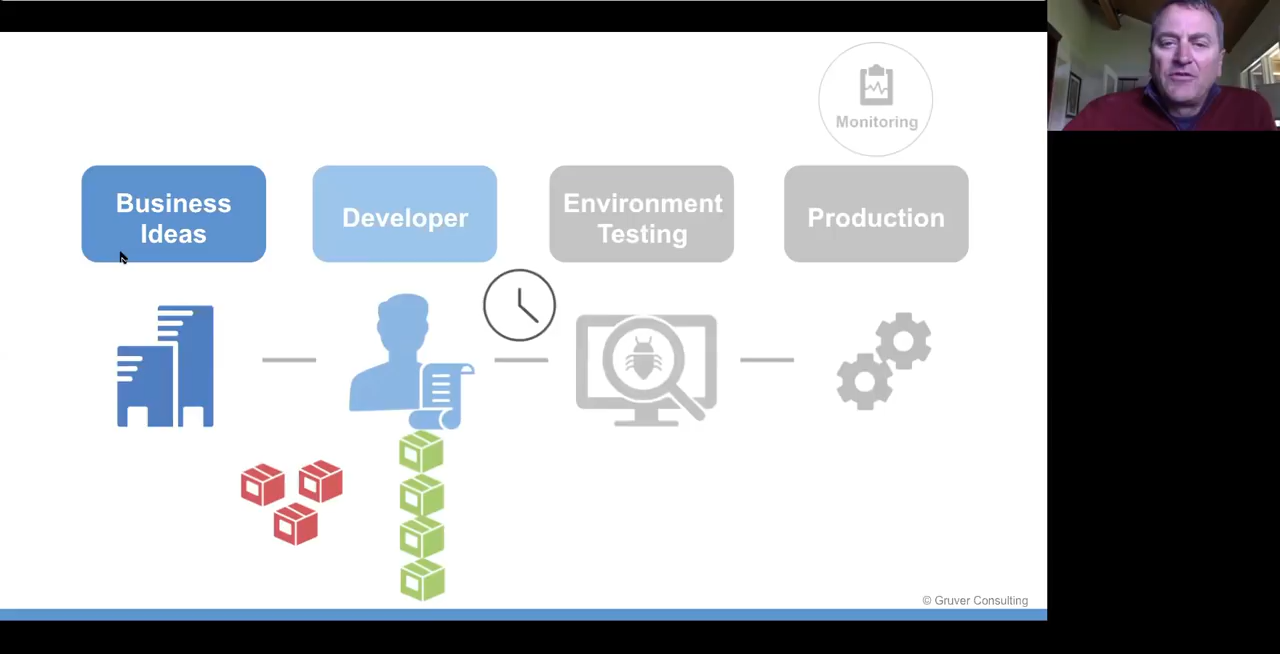 Monitoring
Business
Ideas
Developer
Environment
Testing
Production
© Gruver Consulting